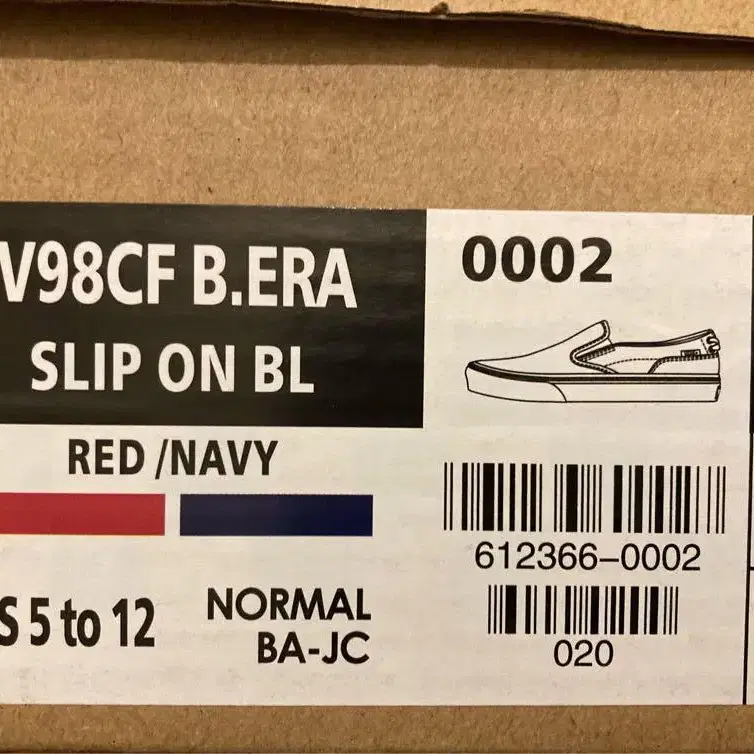 V98CF B.ERA
SLIP ON BL
RED /NAVY
S 5 to 12
NORMAL
BA-JC
0002
612366-0002
020